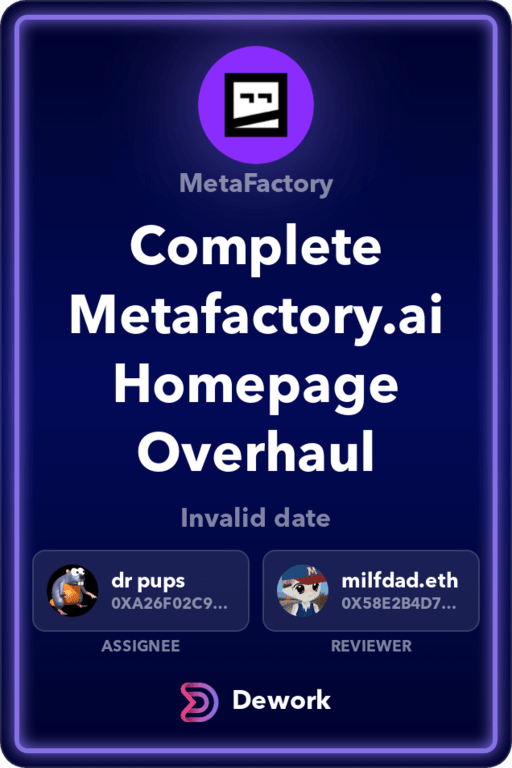 MetaFactory
Complete
Metafactory.ai
Homepage
Overhaul
Invalid date
dr pups
0XA26F02C9...
ASSIGNEE
milfdad.eth
0X58E2B4D7...
REVIEWER
Dework